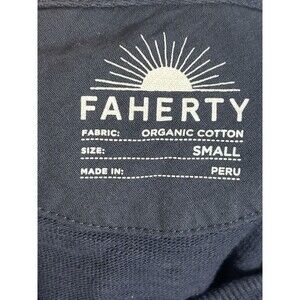 FAHERTY
FABRIC: ORGANIC COTTON
SIZE: SMALL
MADE IN: PERU